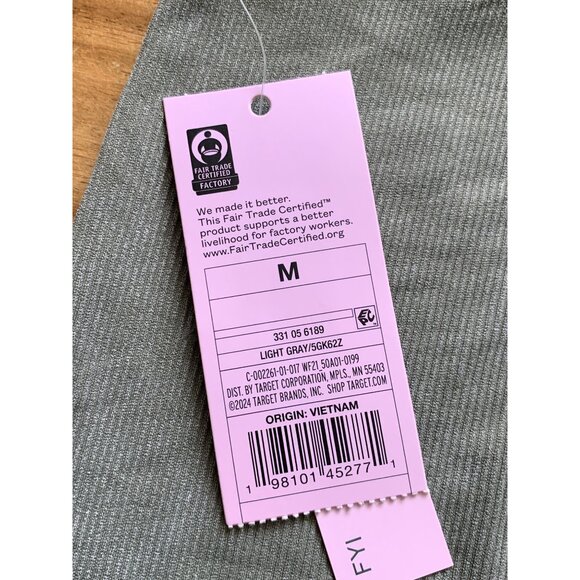 FAIR TRADE
CERTIFIED
FACTORY
We made it better.
This Fair Trade Certified™
product supports a better
livelihood for factory workers.
www.FairTradeCertified.org
M
EPC
331 05 6189
LIGHT GRAY/5GK62Z
C-002261-01-017 WF21_50A01-0199
DIST. BY TARGET CORPORATION, MPLS., MN 55403
©2024 TARGET BRANDS, INC. SHOP TARGET.COM
ORIGIN: VIETNAM
1 98101 45277 1
FYI